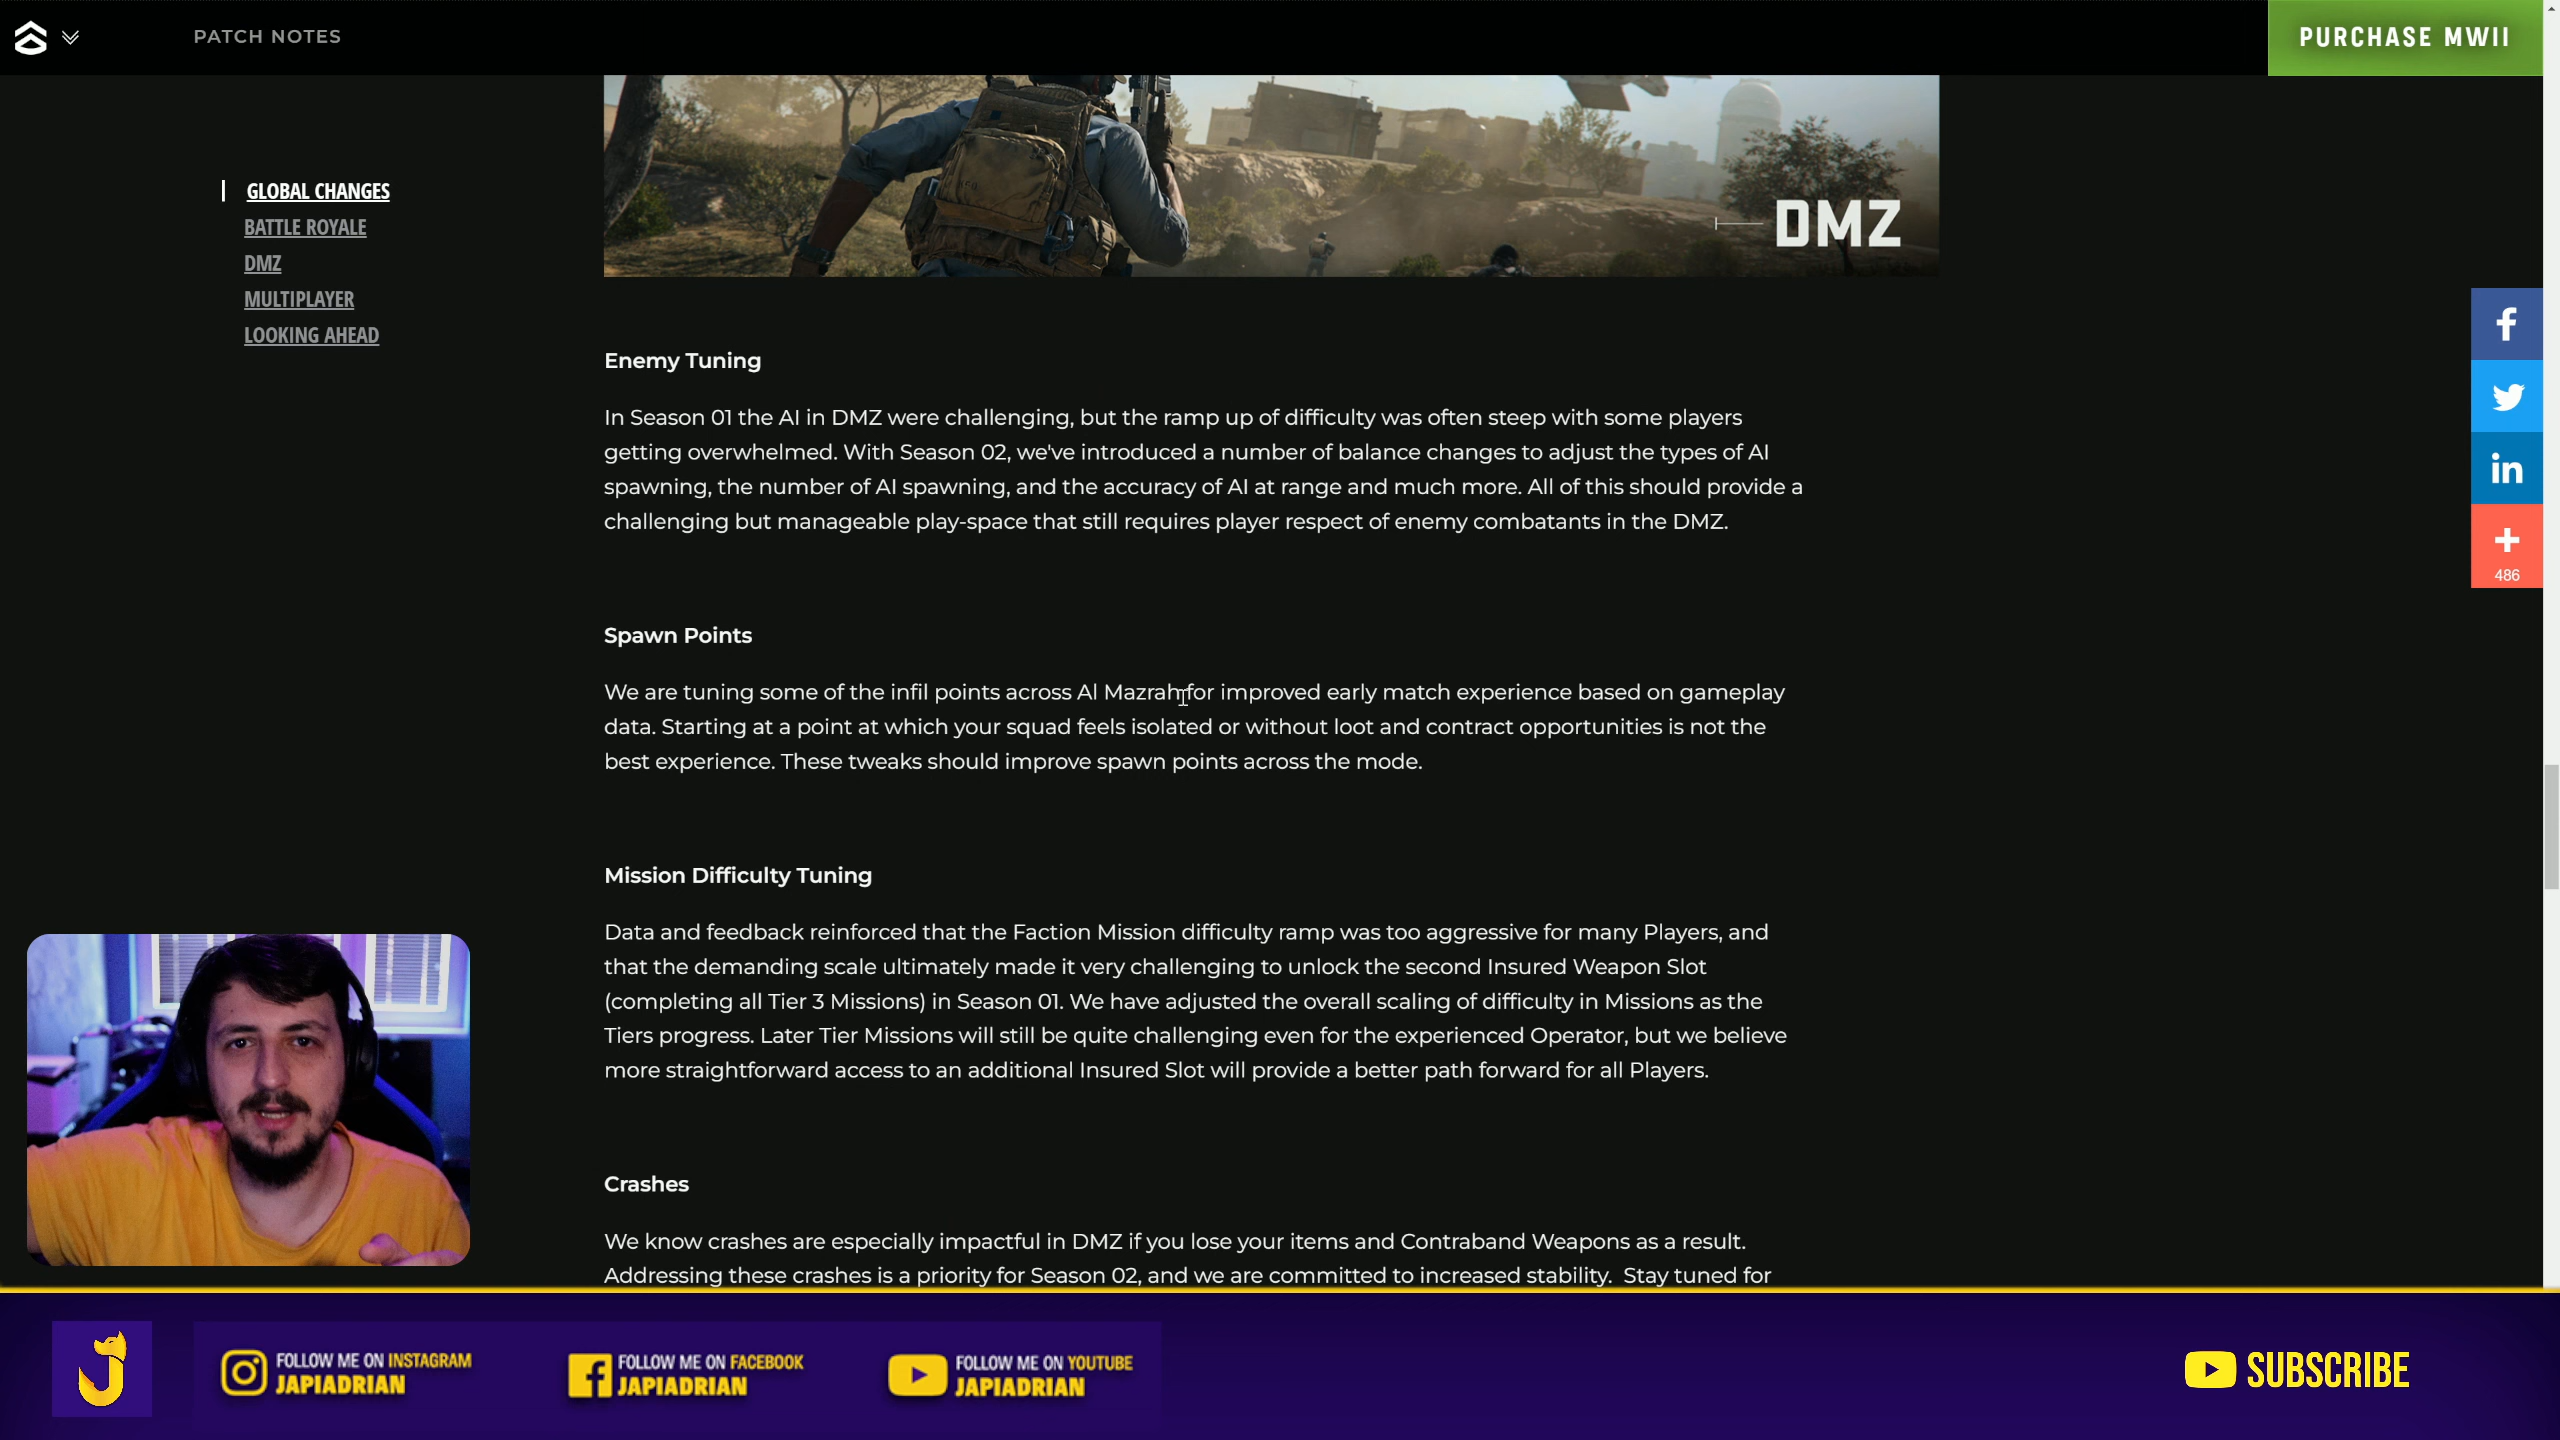 PATCH NOTES
PURCHASE MWII
GLOBAL CHANGES
BATTLE ROYALE
DMZ
MULTIPLAYER
LOOKING AHEAD
DMZ
Enemy Tuning
In Season 01 the AI in DMZ were challenging, but the ramp up of difficulty was often steep with some players
getting overwhelmed. With Season 02, we've introduced a number of balance changes to adjust the types of AI
spawning, the number of AI spawning, and the accuracy of AI at range and much more. All of this should provide a
challenging but manageable play-space that still requires player respect of enemy combatants in the DMZ.
Spawn Points
We are tuning some of the infil points across Al Mazrah for improved early match experience based on gameplay
data. Starting at a point at which your squad feels isolated or without loot and contract opportunities is not the
best experience. These tweaks should improve spawn points across the mode.
Mission Difficulty Tuning
Data and feedback reinforced that the Faction Mission difficulty ramp was too aggressive for many Players, and
that the demanding scale ultimately made it very challenging to unlock the second Insured Weapon Slot
(completing all Tier 3 Missions) in Season 01. We have adjusted the overall scaling of difficulty in Missions as the
Tiers progress. Later Tier Missions will still be quite challenging even for the experienced Operator, but we believe
more straightforward access to an additional Insured Slot will provide a better path forward for all Players.
Crashes
We know crashes are especially impactful in DMZ if you lose your items and Contraband Weapons as a result.
Addressing these crashes is a priority for Season 02, and we are committed to increased stability. Stay tuned for
486
FOLLOW ME ON INSTAGRAM
JAPIADRIAN
FOLLOW ME ON FACEBOOK
JAPIADRIAN
FOLLOW ME ON YOUTUBE
JAPIADRIAN
SUBSCRIBE